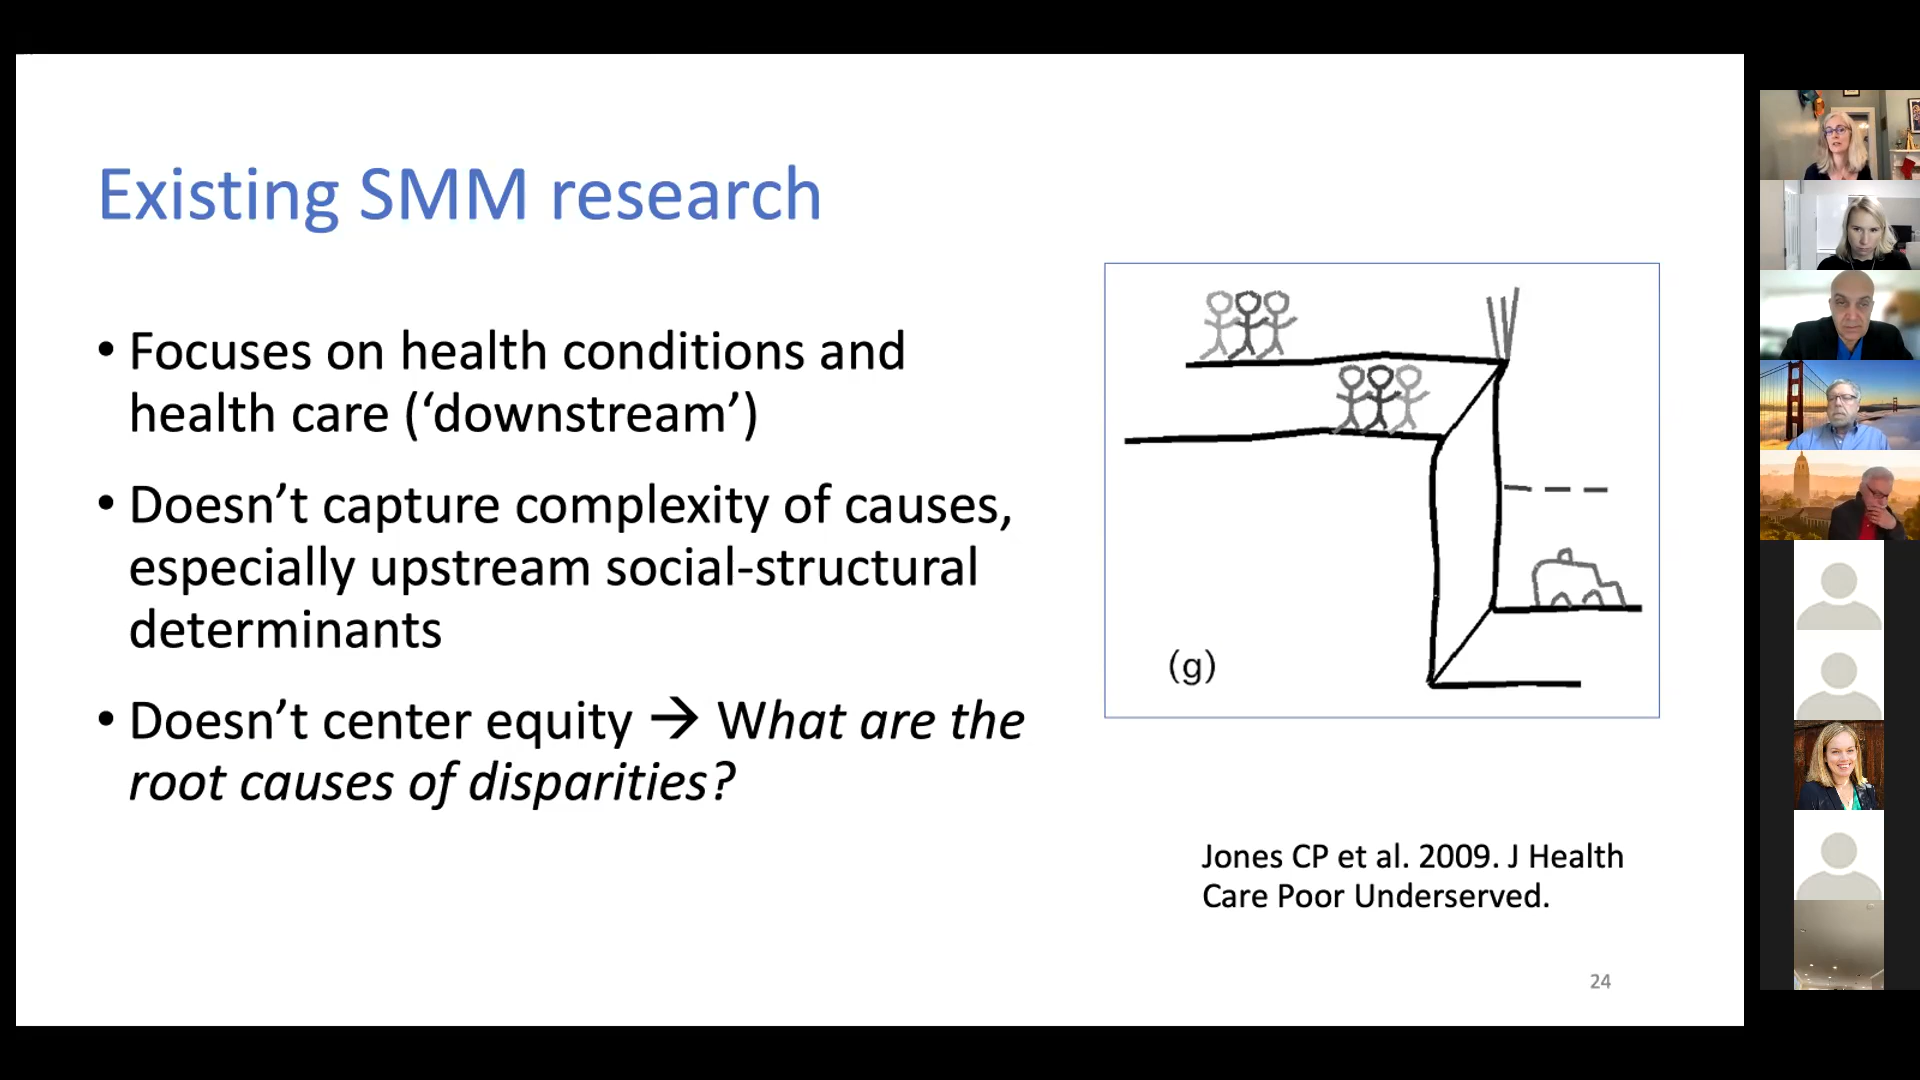 Existing SMM research
• Focuses on health conditions and
health care (‘downstream’)
• Doesn’t capture complexity of causes,
especially upstream social-structural
determinants
• Doesn’t center equity → What are the
root causes of disparities?
(g)
Jones CP et al. 2009. J Health
Care Poor Underserved.
24